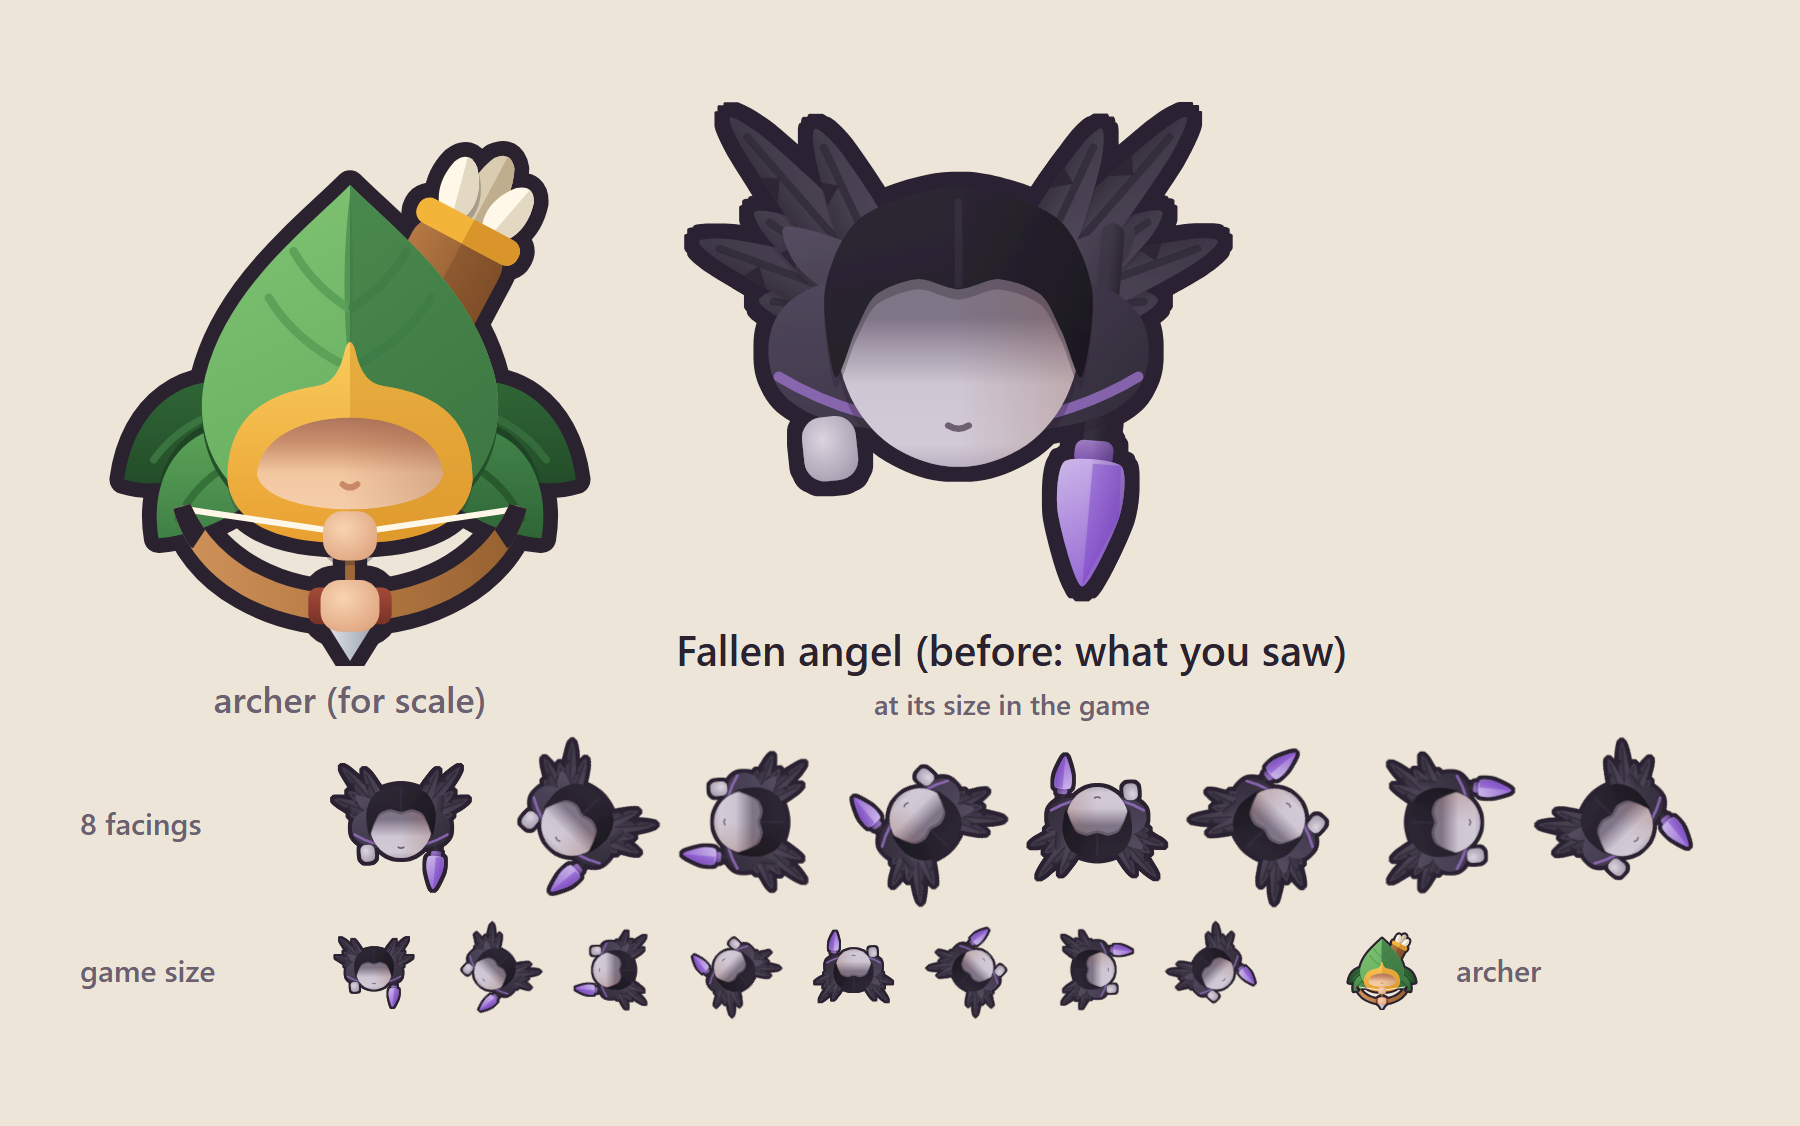 Fallen angel (before: what you saw)
archer (for scale)
at its size in the game
8 facings
game size
archer